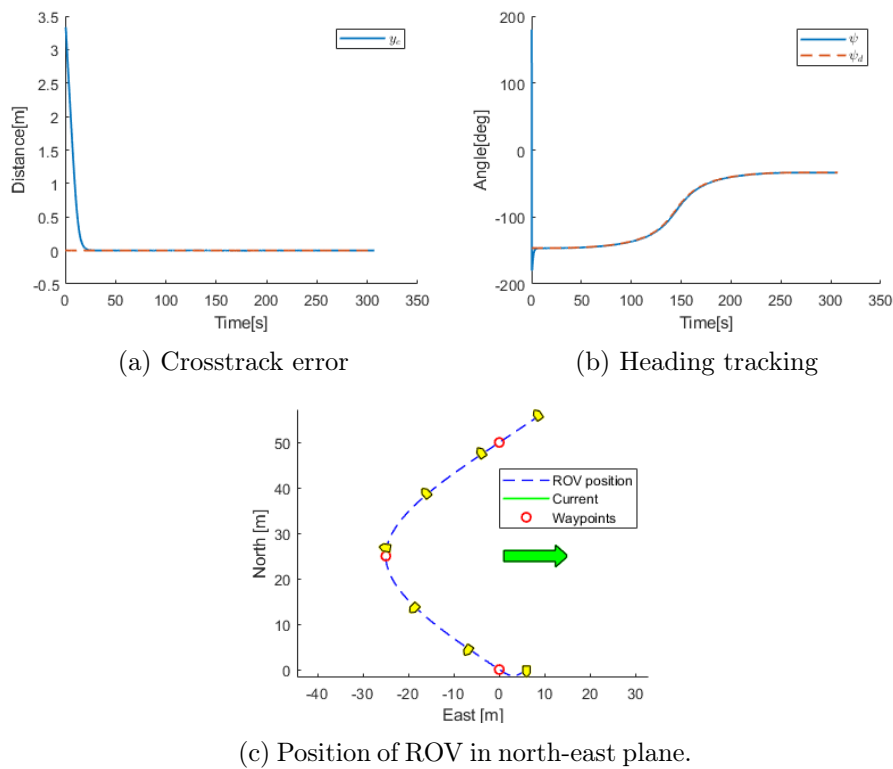 3.5
3
2.5
2
1.5
1
0.5
0
-0.5
0 50 100 150 200 250 300 350
Distance[m]
Time[s]
y_e
(a) Crosstrack error
200
100
0
-100
-200
0 50 100 150 200 250 300 350
Angle[deg]
Time[s]
ψ
ψ_d
(b) Heading tracking
50
40
30
20
10
0
-40 -30 -20 -10 0 10 20 30
North [m]
East [m]
ROV position
Current
Waypoints
(c) Position of ROV in north-east plane.